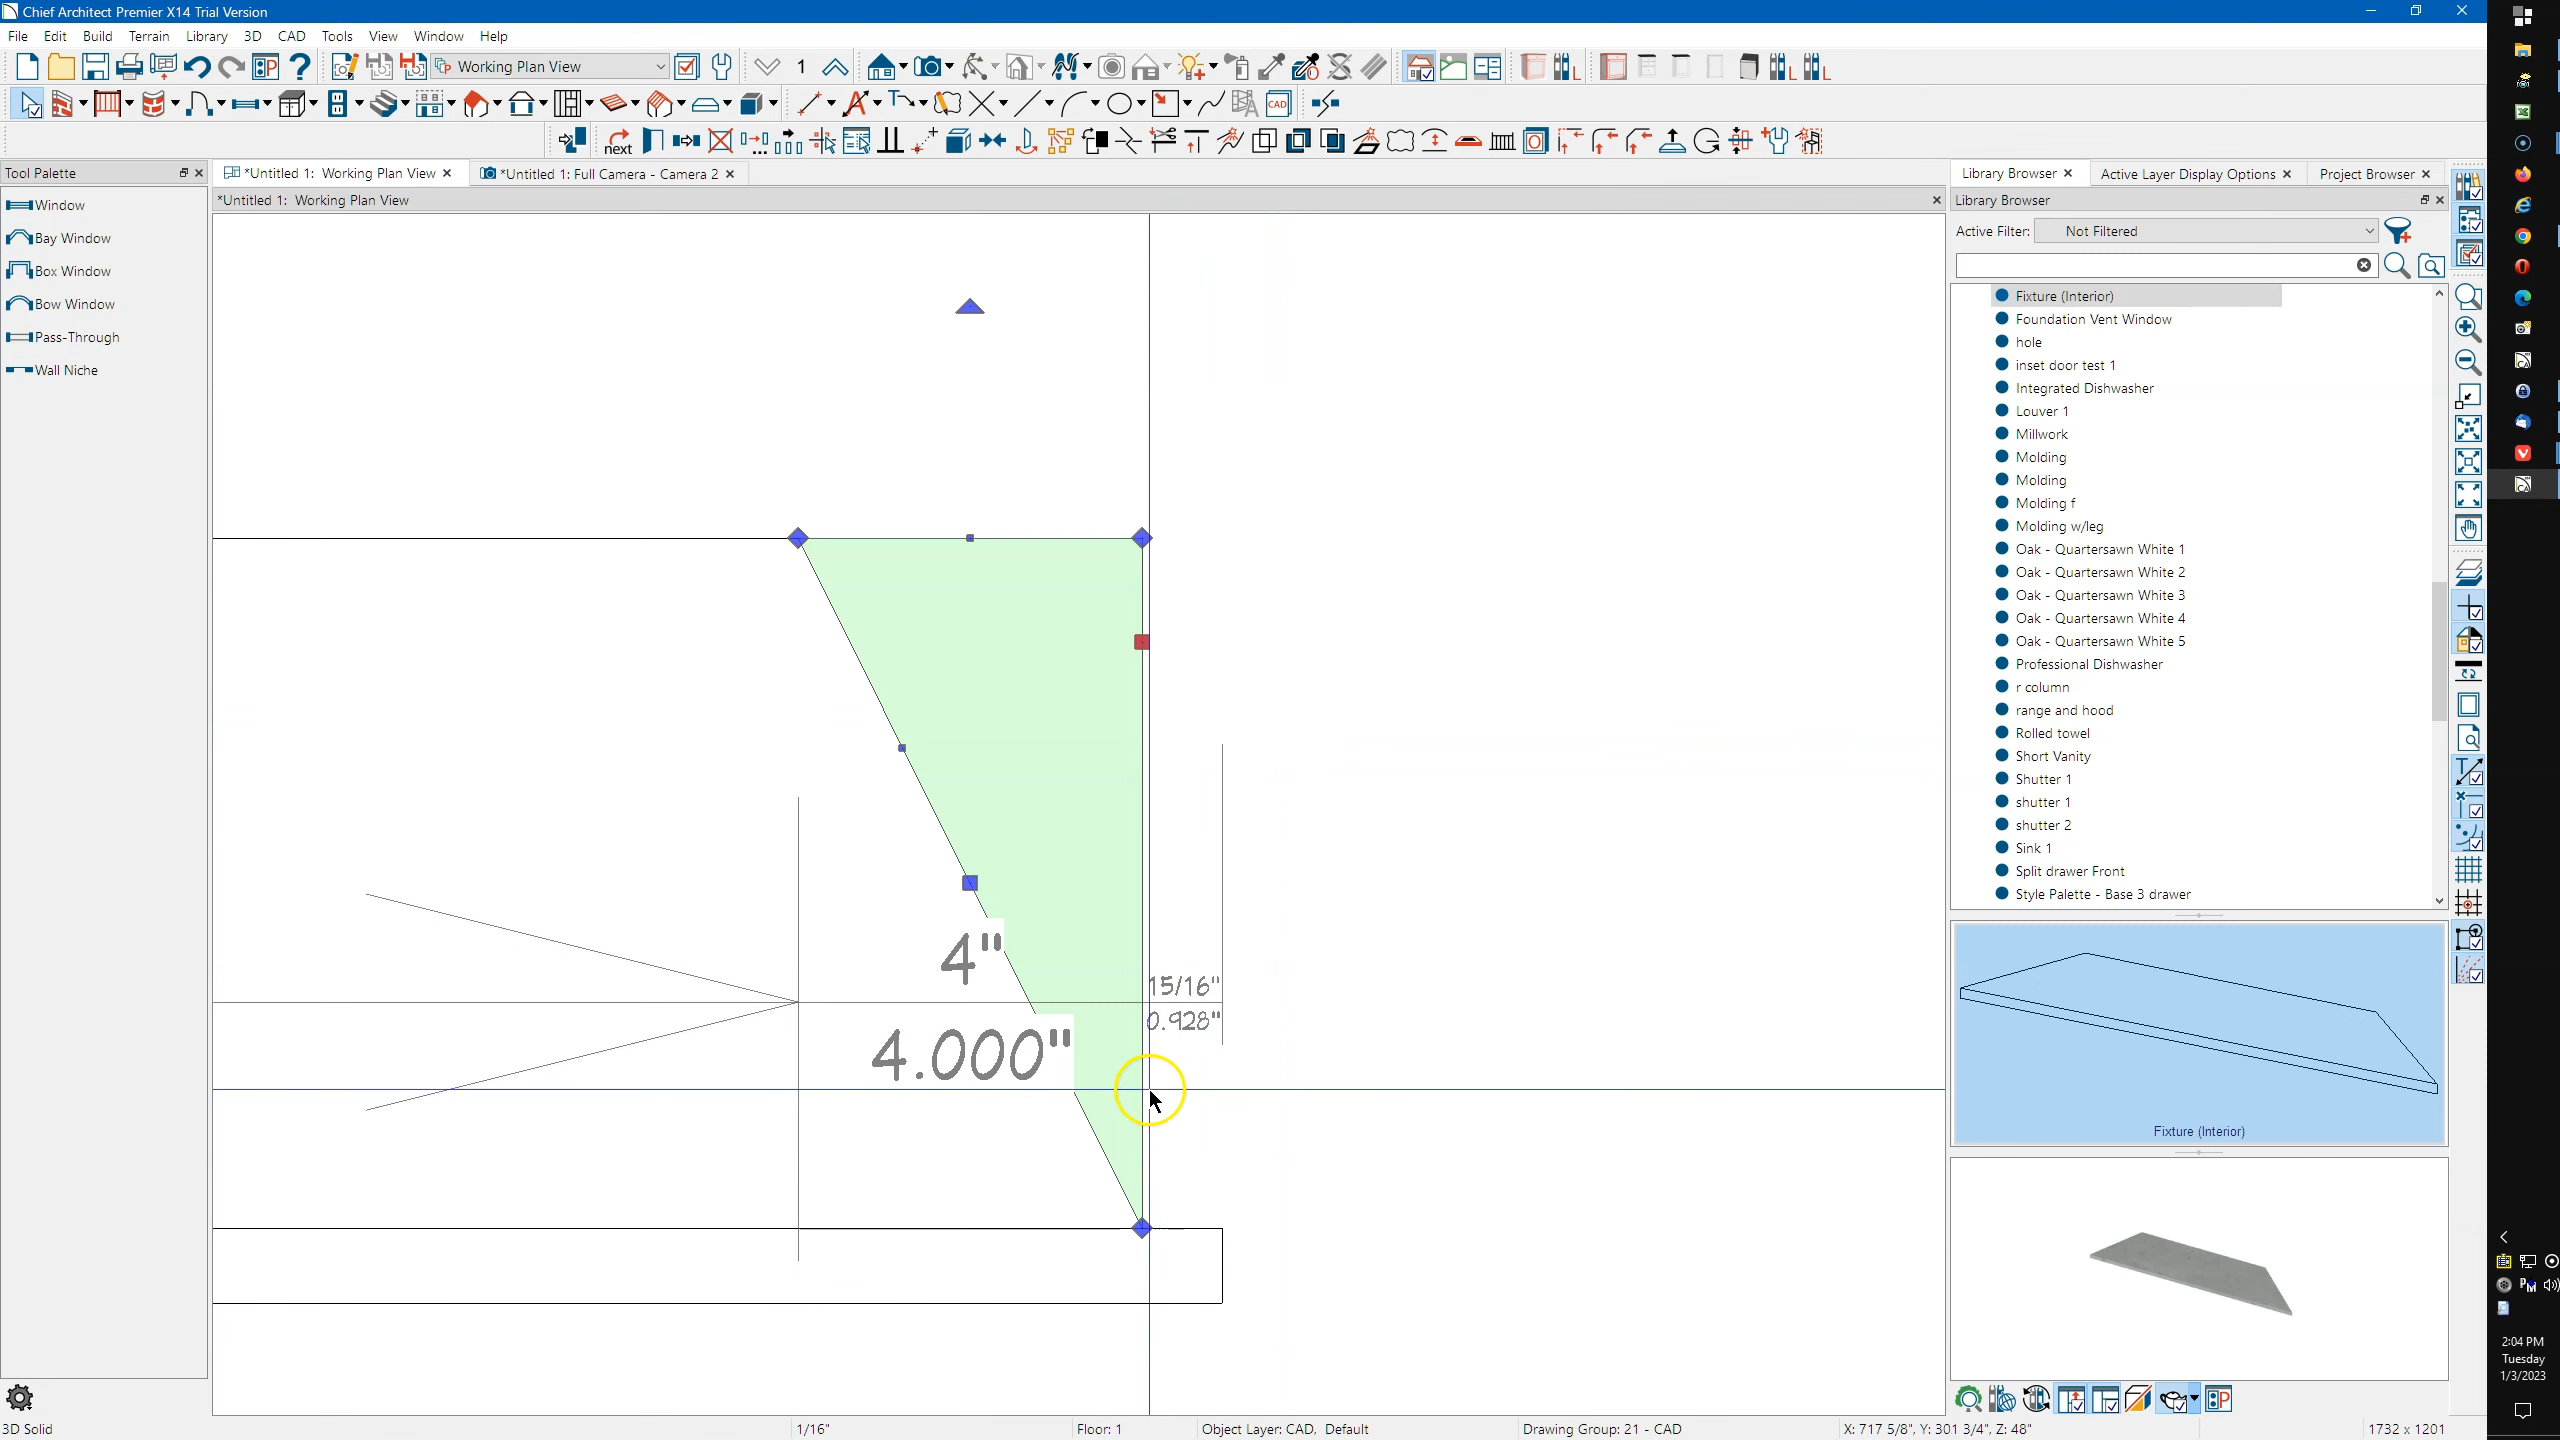 Chief Architect Premier X14 Trial Version
File Edit Build Terrain Library 3D CAD Tools View Window Help
Working Plan View
1
next
CAD
Tool Palette
*Untitled 1: Working Plan View
*Untitled 1: Full Camera - Camera 2
Library Browser
Active Layer Display Options
Project Browser
*Untitled 1: Working Plan View
Library Browser
Window
Bay Window
Box Window
Bow Window
Pass-Through
Wall Niche
Active Filter: Not Filtered
Fixture (Interior)
Foundation Vent Window
hole
inset door test 1
Integrated Dishwasher
Louver 1
Millwork
Molding
Molding
Molding f
Molding w/leg
Oak - Quartersawn White 1
Oak - Quartersawn White 2
Oak - Quartersawn White 3
Oak - Quartersawn White 4
Oak - Quartersawn White 5
Professional Dishwasher
r column
range and hood
Rolled towel
Short Vanity
Shutter 1
shutter 1
shutter 2
Sink 1
Split drawer Front
Style Palette - Base 3 drawer
4"
4.000"
15/16"
0.928"
Fixture (Interior)
2:04 PM
Tuesday
1/3/2023
3D Solid
1/16"
Floor: 1
Object Layer: CAD, Default
Drawing Group: 21 - CAD
X: 717 5/8", Y: 301 3/4", Z: 48"
1732 x 1201